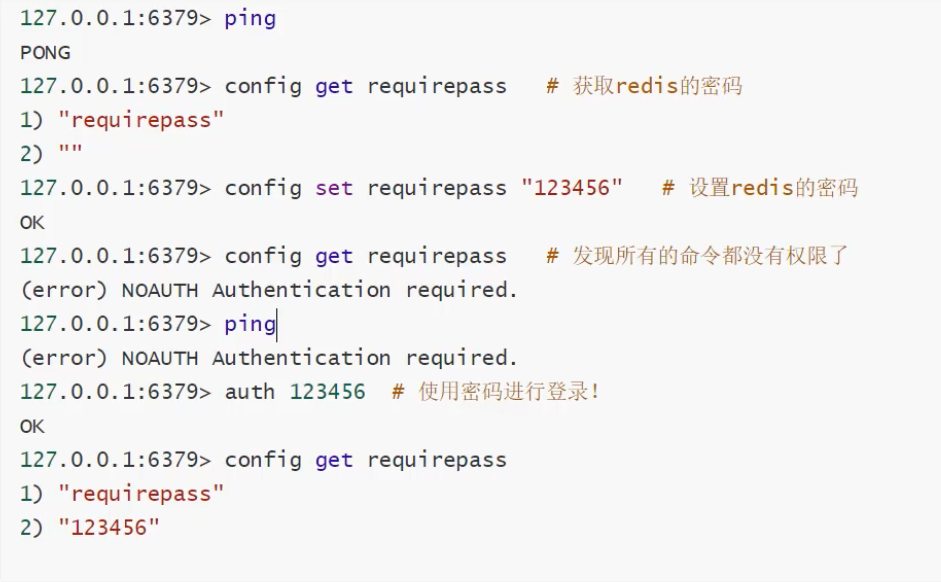 127.0.0.1:6379> ping
PONG
127.0.0.1:6379> config get requirepass   # 获取redis的密码
1) "requirepass"
2) ""
127.0.0.1:6379> config set requirepass "123456"   # 设置redis的密码
OK
127.0.0.1:6379> config get requirepass   # 发现所有的命令都没有权限了
(error) NOAUTH Authentication required.
127.0.0.1:6379> ping
(error) NOAUTH Authentication required.
127.0.0.1:6379> auth 123456  # 使用密码进行登录！
OK
127.0.0.1:6379> config get requirepass
1) "requirepass"
2) "123456"